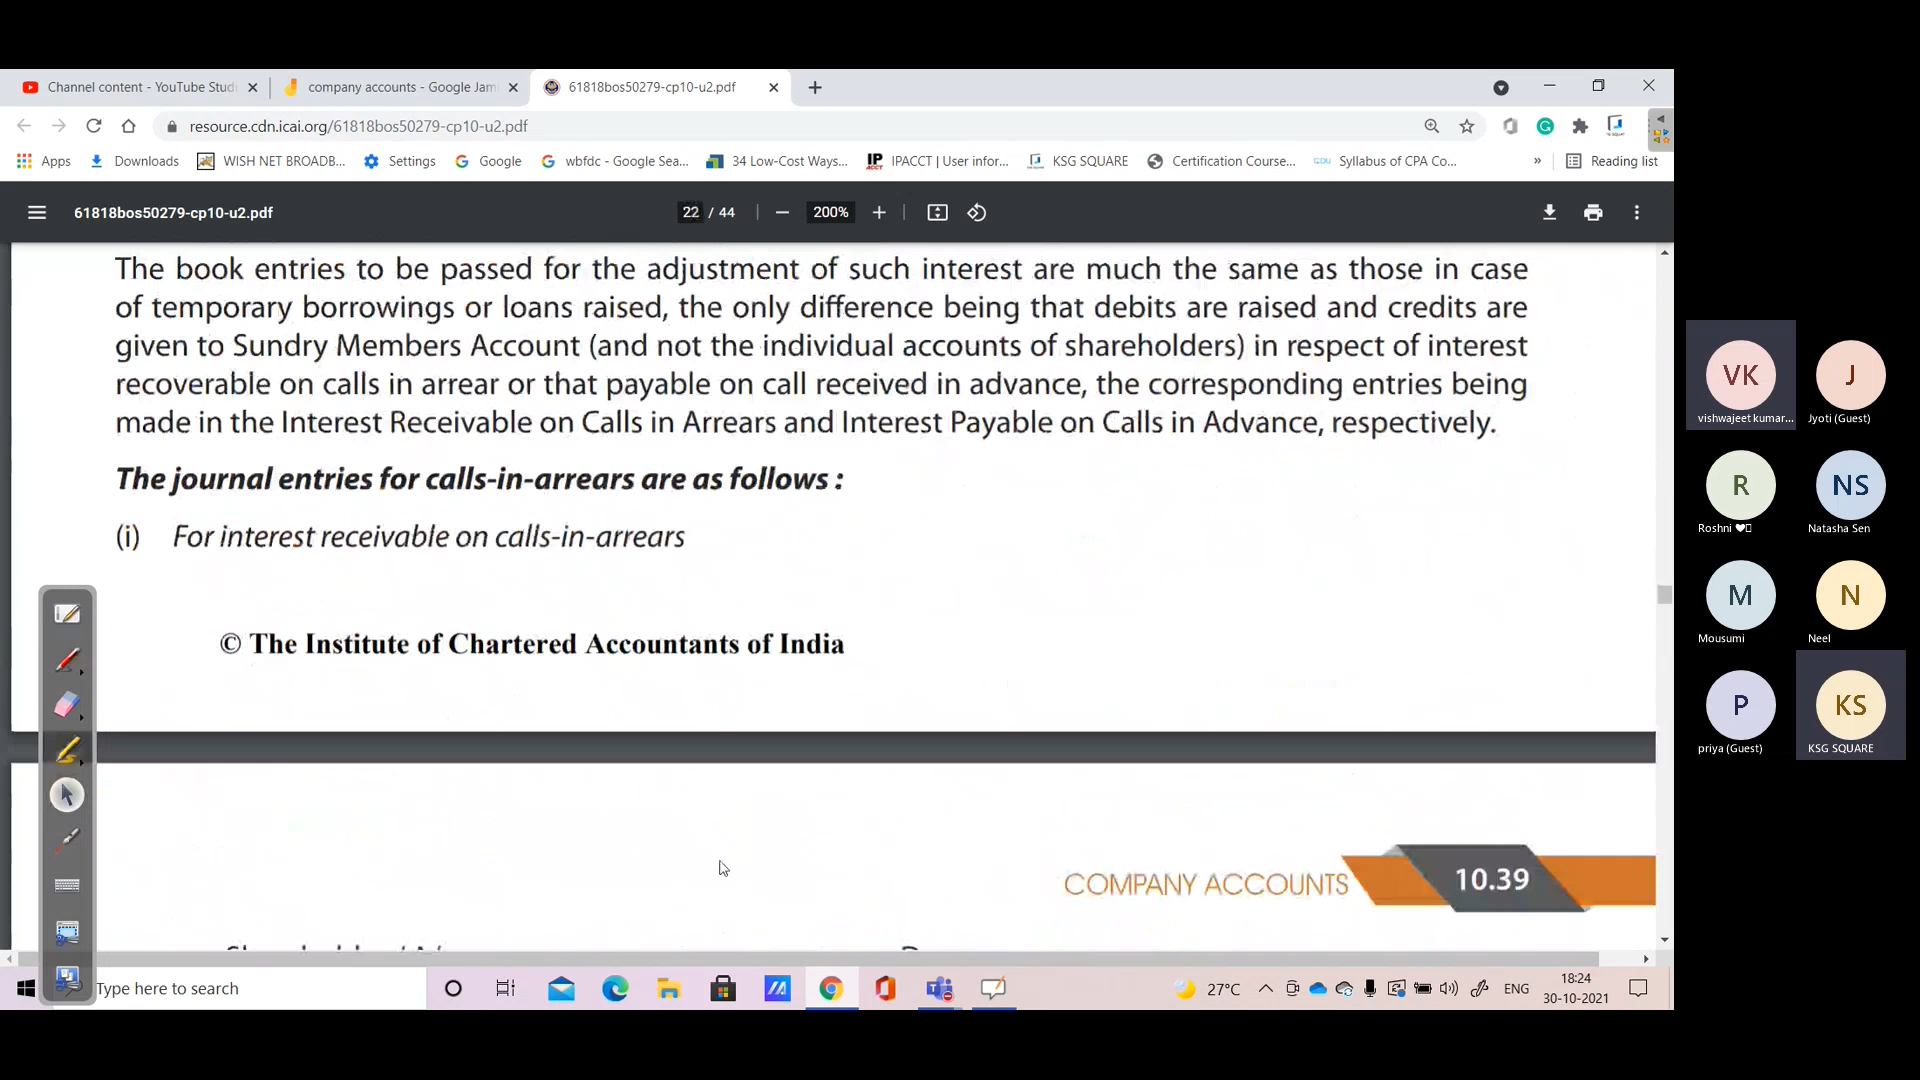 Channel content - YouTube Stud
company accounts - Google Jam
61818bos50279-cp10-u2.pdf
resource.cdn.icai.org/61818bos50279-cp10-u2.pdf
Apps
Downloads
WISH NET BROADB...
Settings
Google
wbfdc - Google Sea...
34 Low-Cost Ways...
IPACCT | User infor...
KSG SQUARE
Certification Course...
Syllabus of CPA Co...
»
Reading list
61818bos50279-cp10-u2.pdf
22 / 44
200%
The book entries to be passed for the adjustment of such interest are much the same as those in case
of temporary borrowings or loans raised, the only difference being that debits are raised and credits are
given to Sundry Members Account (and not the individual accounts of shareholders) in respect of interest
recoverable on calls in arrear or that payable on call received in advance, the corresponding entries being
made in the Interest Receivable on Calls in Arrears and Interest Payable on Calls in Advance, respectively.
The journal entries for calls-in-arrears are as follows :
(i) For interest receivable on calls-in-arrears
© The Institute of Chartered Accountants of India
COMPANY ACCOUNTS
10.39
Type here to search
27°C
ENG
18:24
30-10-2021
VK
vishwajeet kumar...
J
Jyoti (Guest)
R
Roshni ❤
NS
Natasha Sen
M
Mousumi
N
Neel
P
priya (Guest)
KS
KSG SQUARE